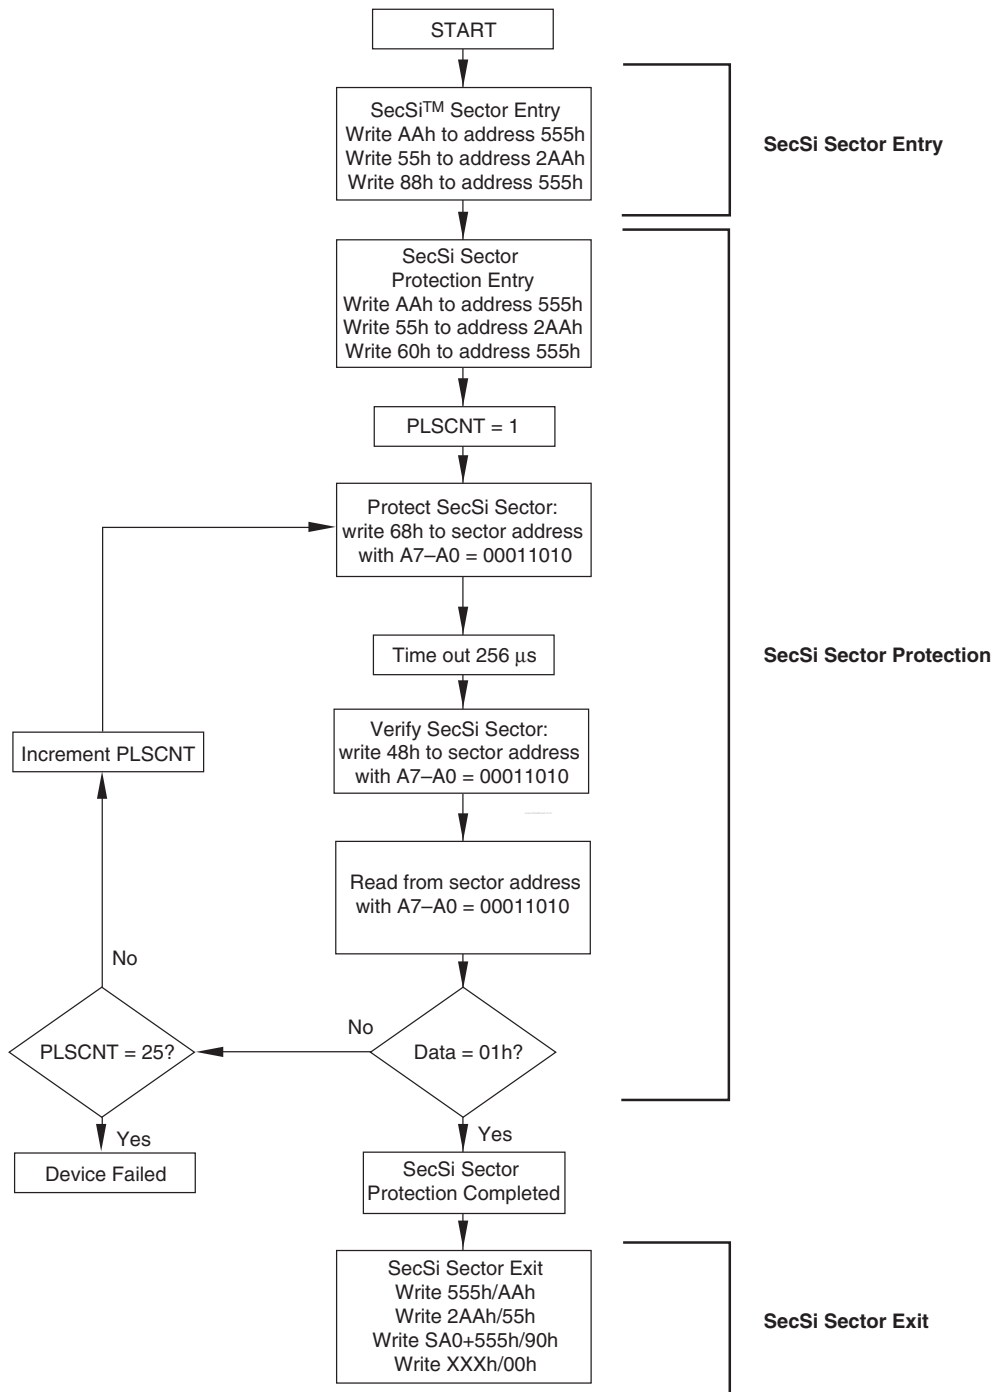 START
SecSi™ Sector Entry
Write AAh to address 555h
Write 55h to address 2AAh
Write 88h to address 555h
SecSi Sector Entry
SecSi Sector
Protection Entry
Write AAh to address 555h
Write 55h to address 2AAh
Write 60h to address 555h
PLSCNT = 1
Protect SecSi Sector:
write 68h to sector address
with A7–A0 = 00011010
Time out 256 μs
SecSi Sector Protection
Verify SecSi Sector:
write 48h to sector address
with A7–A0 = 00011010
Increment PLSCNT
Read from sector address
with A7–A0 = 00011010
No
No
PLSCNT = 25?
Data = 01h?
Yes
Yes
Device Failed
SecSi Sector
Protection Completed
SecSi Sector Exit
Write 555h/AAh
Write 2AAh/55h
Write SA0+555h/90h
Write XXXh/00h
SecSi Sector Exit